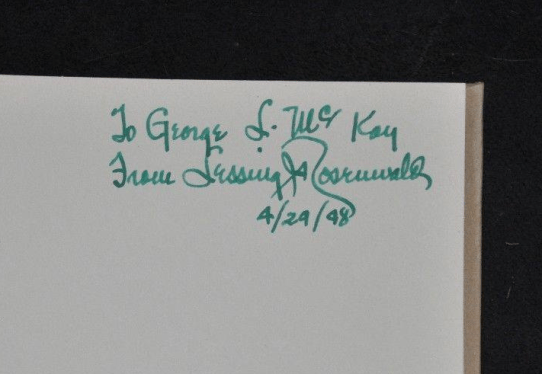 To George L. McKay
From Lessing J Rosenwald
4/29/48